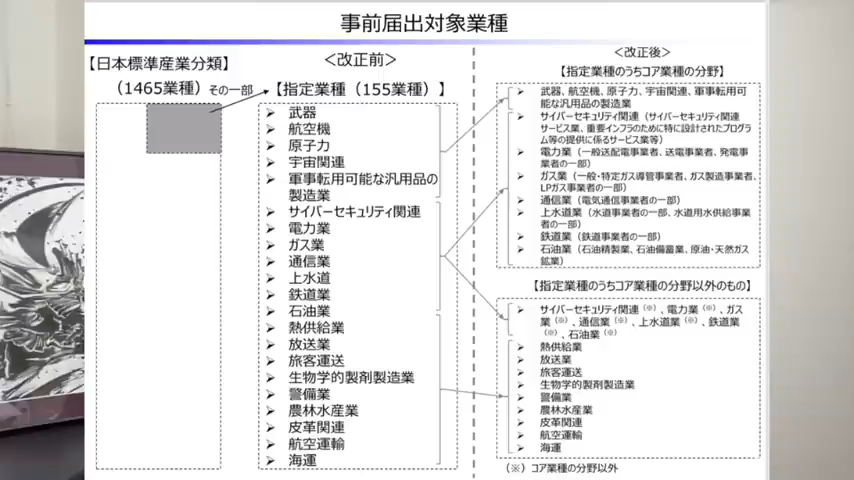 事前届出対象業種
【日本標準産業分類】
（1465業種）その一部
＜改正前＞
【指定業種（155業種）】
➢ 武器
➢ 航空機
➢ 原子力
➢ 宇宙関連
➢ 軍事転用可能な汎用品の
製造業
➢ サイバーセキュリティ関連
➢ 電力業
➢ ガス業
➢ 通信業
➢ 上水道
➢ 鉄道業
➢ 石油業
➢ 熱供給業
➢ 放送業
➢ 旅客運送
➢ 生物学的製剤製造業
➢ 警備業
➢ 農林水産業
➢ 皮革関連
➢ 航空運輸
➢ 海運
＜改正後＞
【指定業種のうちコア業種の分野】
➢ 武器、航空機、原子力、宇宙関連、軍事転用可
能な汎用品の製造業
➢ サイバーセキュリティ関連（サイバーセキュリティ関連
サービス業、重要インフラのために特に設計されたプログラ
ム等の提供に係るサービス業等）
➢ 電力業（一般送配電事業者、送電事業者、発電事
業者の一部）
➢ ガス業（一般・特定ガス導管事業者、ガス製造事業者、
LPガス事業者の一部）
➢ 通信業（電気通信事業者の一部）
➢ 上水道業（水道事業者の一部、水道用水供給事業
者の一部）
➢ 鉄道業（鉄道事業者の一部）
➢ 石油業（石油精製業、石油備蓄業、原油・天然ガス
鉱業）
【指定業種のうちコア業種の分野以外のもの】
➢ サイバーセキュリティ関連（※）、電力業（※）、ガス
業（※）、通信業（※）、上水道業（※）、鉄道業
（※）、石油業（※）
➢ 熱供給業
➢ 放送業
➢ 旅客運送
➢ 生物学的製剤製造業
➢ 警備業
➢ 農林水産業
➢ 皮革関連
➢ 航空運輸
➢ 海運
（※）コア業種の分野以外